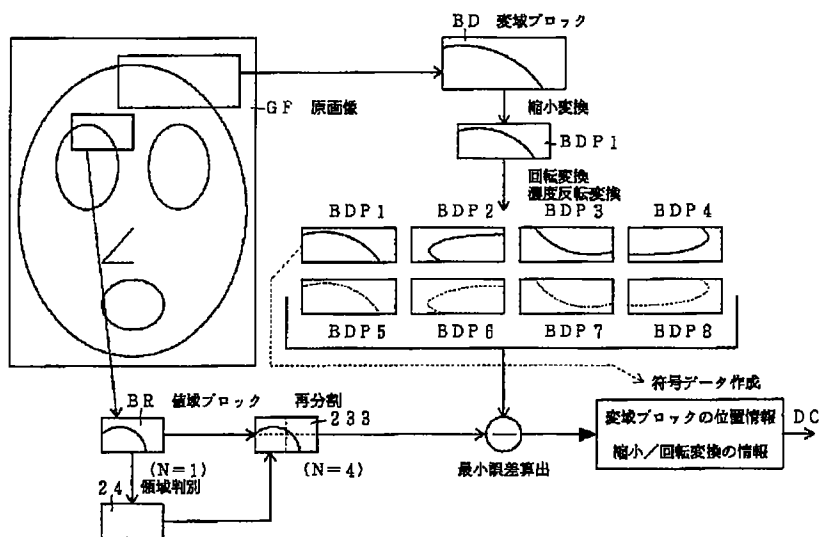 BD 変域ブロック
GF 原画像
縮小変換
BDP1
回転変換
濃度反転変換
BDP1 BDP2 BDP3 BDP4
BDP5 BDP6 BDP7 BDP8
符号データ作成
BR 値域ブロック 再分割
233
変域ブロックの位置情報 DC
縮小/回転変換の情報
最小誤差算出
(N=1) (N=4)
24 領域判別